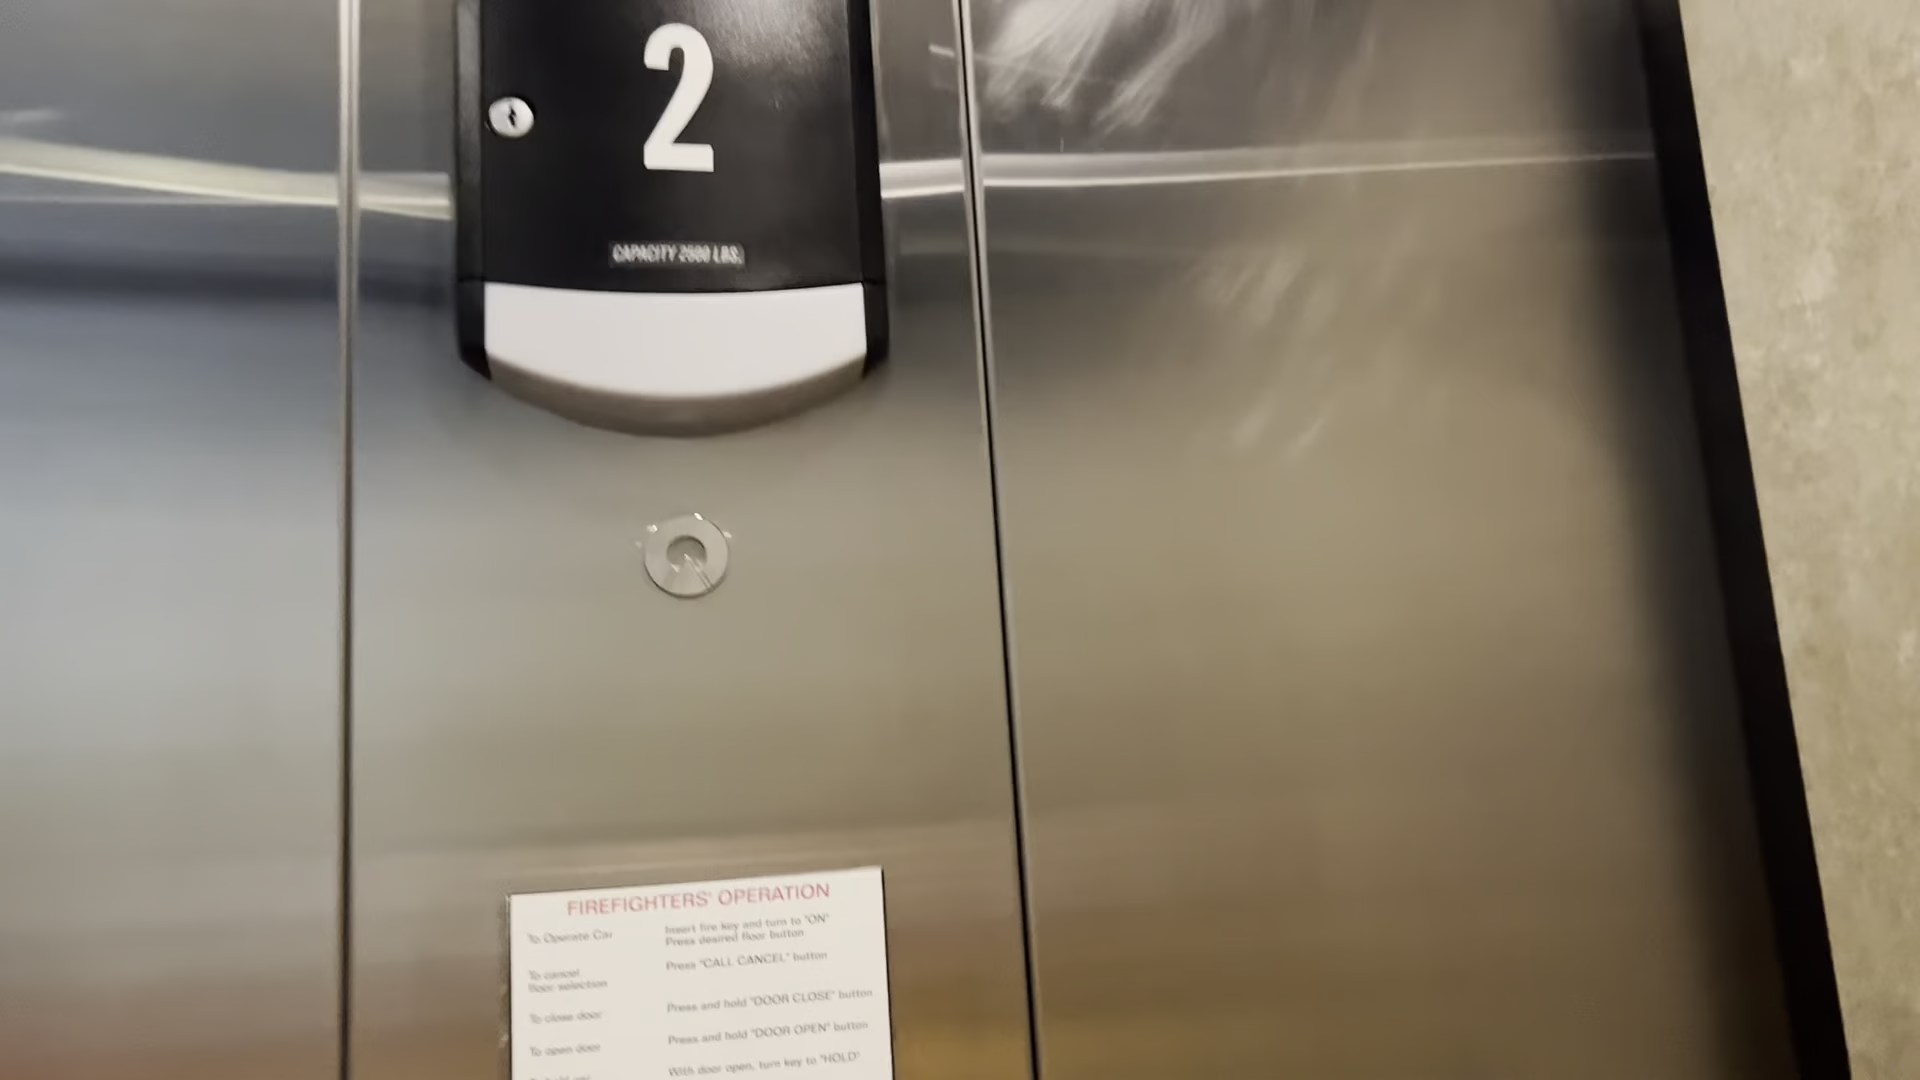 2
CAPACITY 2500 LBS.
FIREFIGHTERS' OPERATION
To Operate Car
Insert fire key and turn to "ON"
Press desired floor button
To cancel
floor selection
Press "CALL CANCEL" button
To close door
Press and hold "DOOR CLOSE" button
To open door
Press and hold "DOOR OPEN" button
With door open, turn key to "HOLD"